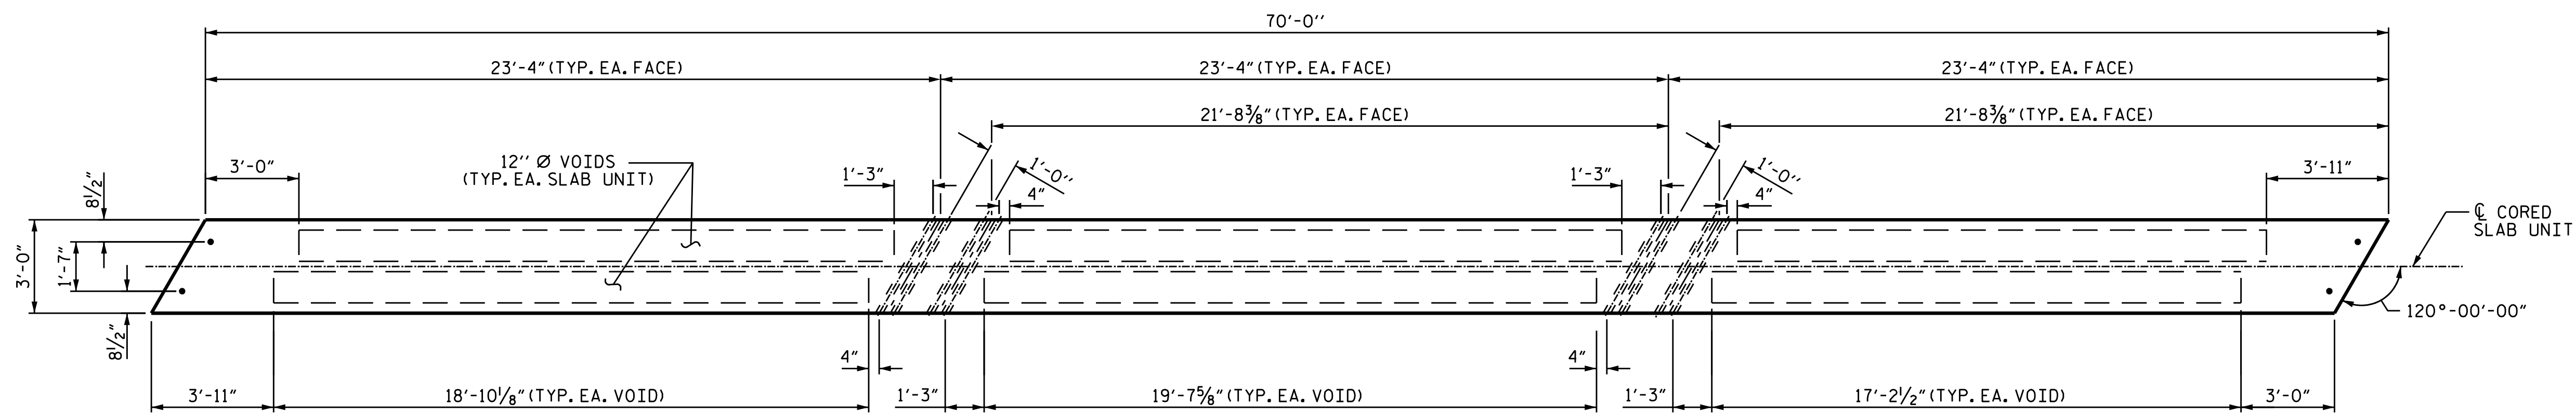 70'-0''
23'-4" (TYP. EA. FACE)
23'-4" (TYP. EA. FACE)
23'-4" (TYP. EA. FACE)
21'-8⅜" (TYP. EA. FACE)
21'-8⅜" (TYP. EA. FACE)
3'-0"
12'' Ø VOIDS
(TYP. EA. SLAB UNIT)
1'-3"
1'-0''
4"
1'-3"
1'-0''
4"
3'-11"
8½"
℄ CORED
SLAB UNIT
3'-0"
1'-7"
8½"
120°-00'-00"
4"
4"
3'-11"
18'-10⅛" (TYP. EA. VOID)
1'-3"
19'-7⅝" (TYP. EA. VOID)
1'-3"
17'-2½" (TYP. EA. VOID)
3'-0"